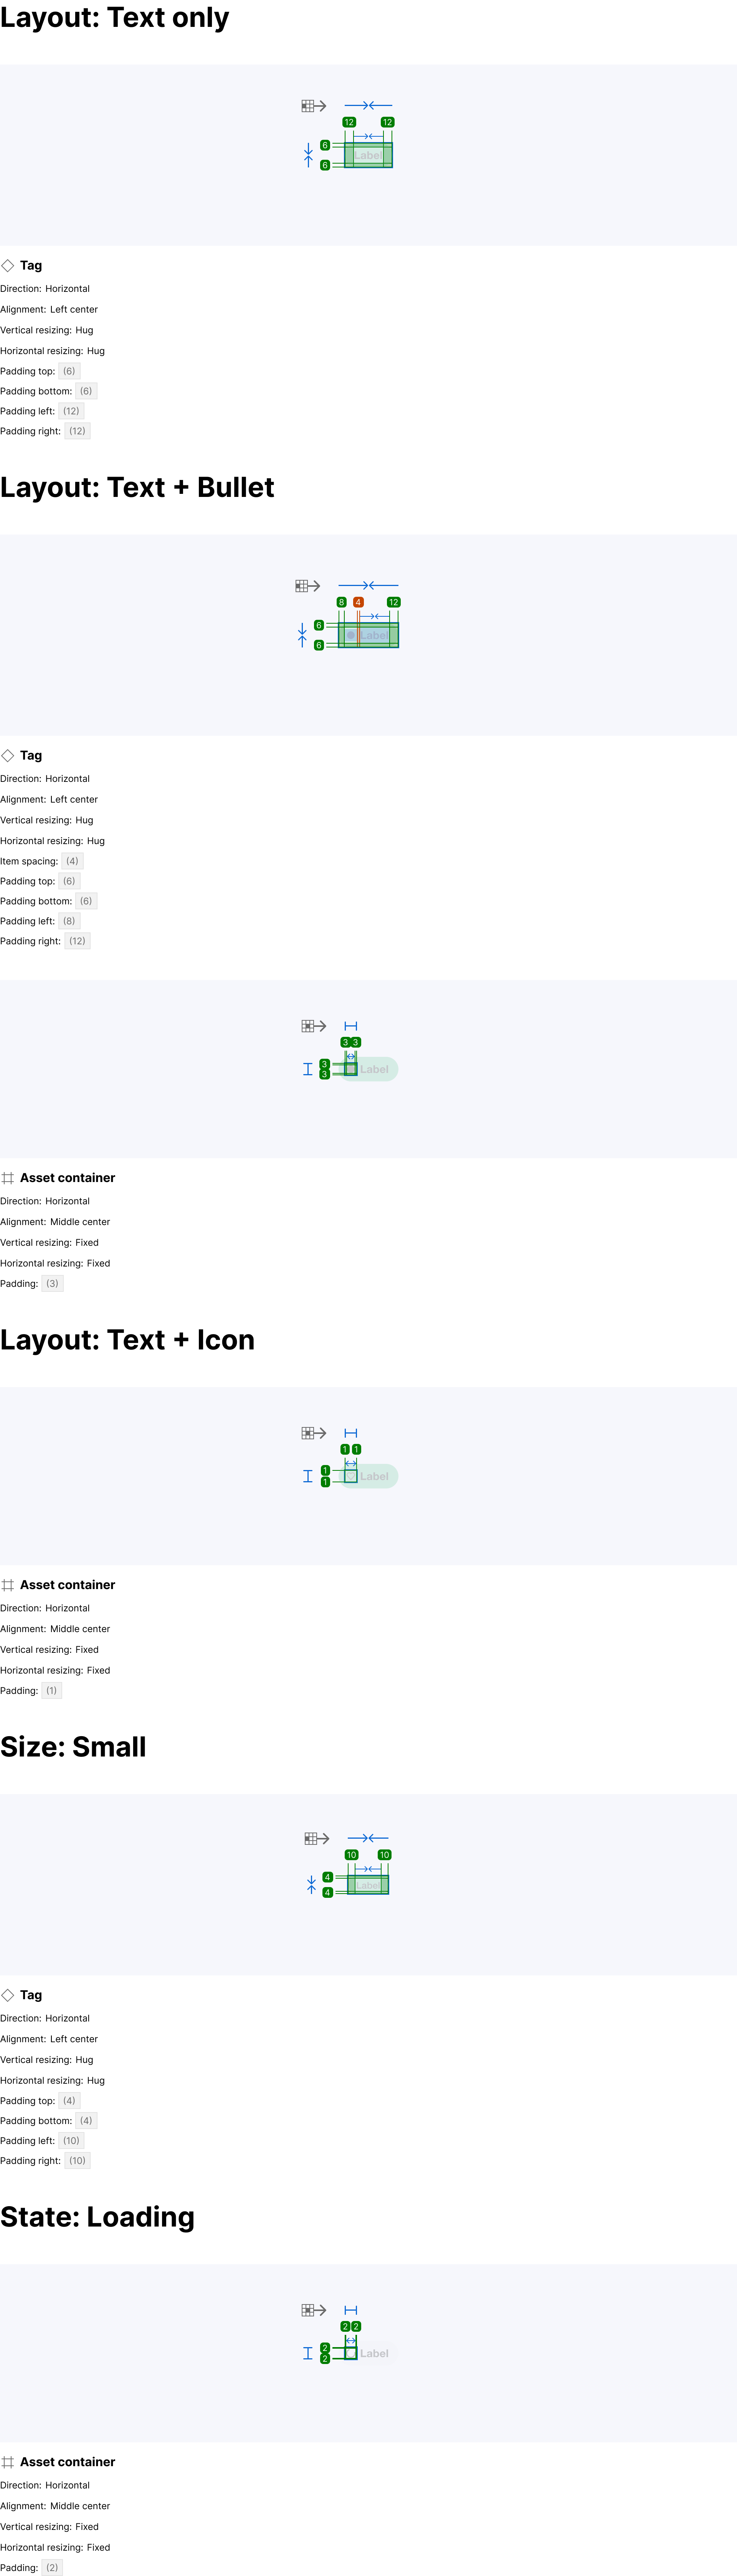 Layout: Text only
12 12
6
Label
6
Tag
Direction: Horizontal
Alignment: Left center
Vertical resizing: Hug
Horizontal resizing: Hug
Padding top: (6)
Padding bottom: (6)
Padding left: (12)
Padding right: (12)
Layout: Text + Bullet
8 4 12
6
Label
6
Tag
Direction: Horizontal
Alignment: Left center
Vertical resizing: Hug
Horizontal resizing: Hug
Item spacing: (4)
Padding top: (6)
Padding bottom: (6)
Padding left: (8)
Padding right: (12)
3 3
3
Label
3
Asset container
Direction: Horizontal
Alignment: Middle center
Vertical resizing: Fixed
Horizontal resizing: Fixed
Padding: (3)
Layout: Text + Icon
1 1
1
Label
1
Asset container
Direction: Horizontal
Alignment: Middle center
Vertical resizing: Fixed
Horizontal resizing: Fixed
Padding: (1)
Size: Small
10 10
4
Label
4
Tag
Direction: Horizontal
Alignment: Left center
Vertical resizing: Hug
Horizontal resizing: Hug
Padding top: (4)
Padding bottom: (4)
Padding left: (10)
Padding right: (10)
State: Loading
2 2
2
Label
2
Asset container
Direction: Horizontal
Alignment: Middle center
Vertical resizing: Fixed
Horizontal resizing: Fixed
Padding: (2)